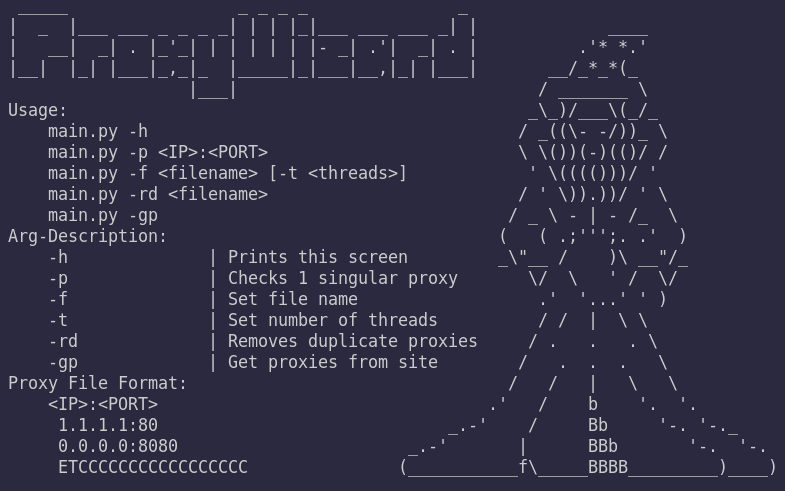 ProxyWizard
Usage:
main.py -h
main.py -p <IP>:<PORT>
main.py -f <filename> [-t <threads>]
main.py -rd <filename>
main.py -gp
Arg-Description:
-h | Prints this screen
-p | Checks 1 singular proxy
-f | Set file name
-t | Set number of threads
-rd | Removes duplicate proxies
-gp | Get proxies from site
Proxy File Format:
<IP>:<PORT>
1.1.1.1:80
0.0.0.0:8080
ETCCCCCCCCCCCCCCCCC